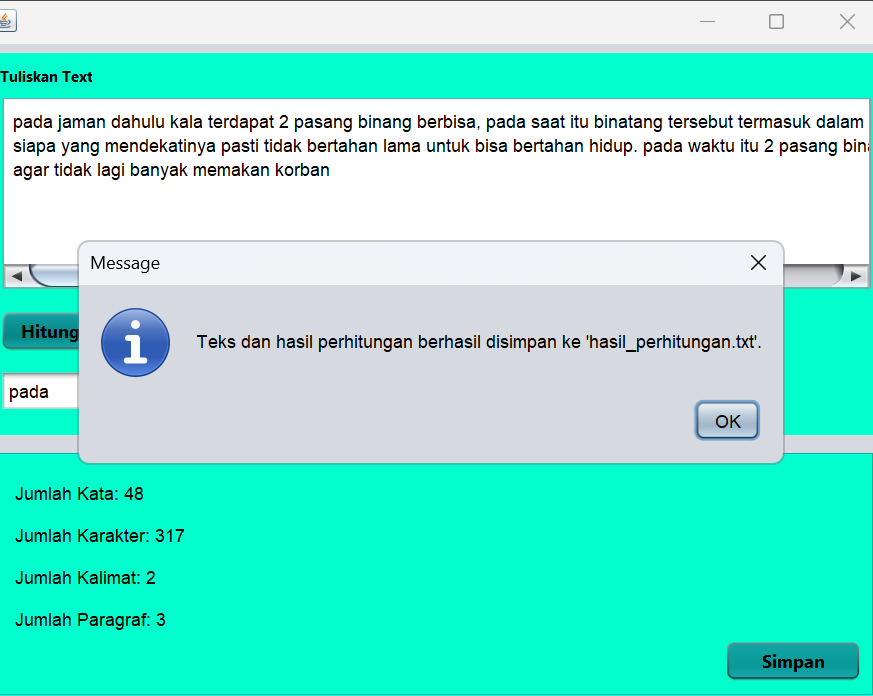 Tuliskan Text
pada jaman dahulu kala terdapat 2 pasang binang berbisa, pada saat itu binatang tersebut termasuk dalam
siapa yang mendekatinya pasti tidak bertahan lama untuk bisa bertahan hidup. pada waktu itu 2 pasang
agar tidak lagi banyak memakan korban
Message
Teks dan hasil perhitungan berhasil disimpan ke 'hasil_perhitungan.txt'.
OK
Hitung
pada
Jumlah Kata: 48
Jumlah Karakter: 317
Jumlah Kalimat: 2
Jumlah Paragraf: 3
Simpan